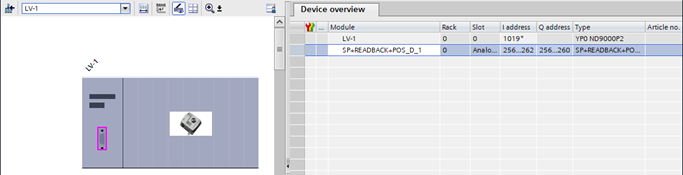 LV-1
Device overview
... Module Rack Slot I address Q address Type Article no.
LV-1 0 0 1019* YP0 ND9000P2
SP+READBACK+POS_D_1 0 Analo... 256...262 256...260 SP+READBACK+PO...
LV-1